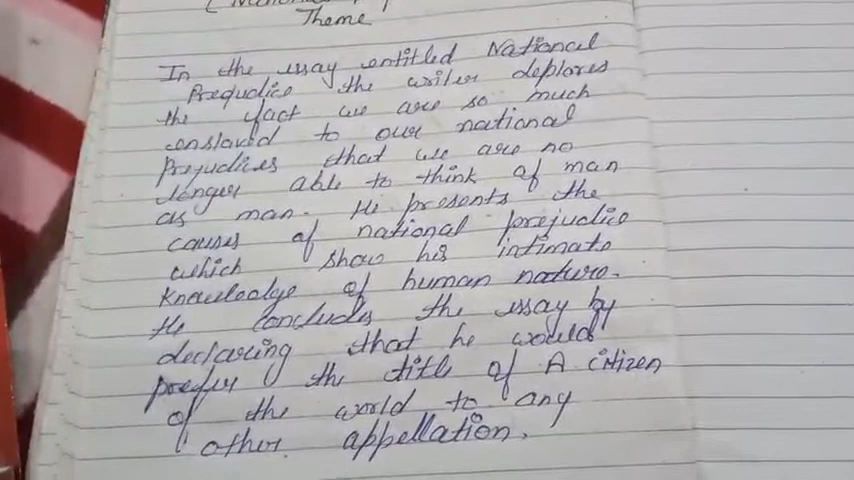 Theme
In the essay entitled National
Prequdice the writer deplores
the fact we are so much
enslaved to our national
Prejudices that we are no
longer able to think of man
as man. He presents the
causes of national prejudice
which show his intimate
knowledge of human nature.
He concludes the essay by
declaring that he would
prefer the title of A citizen
of the world to any
other appellation.